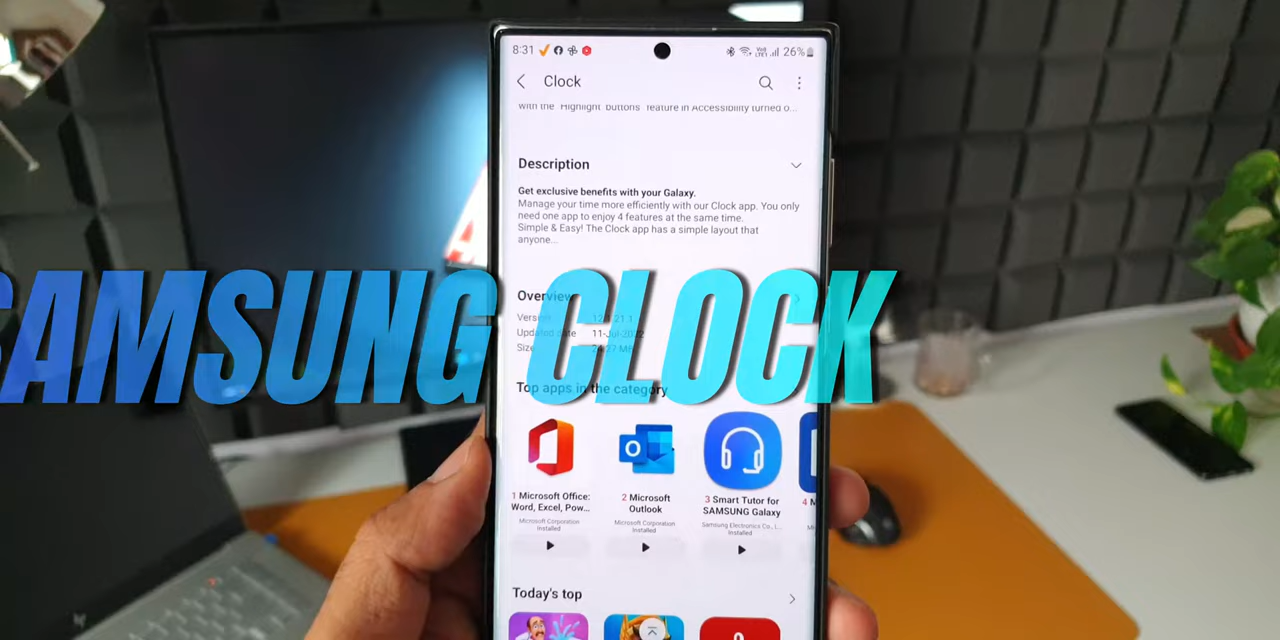 8:31
26%
Clock
with the "Highlight buttons" feature in Accessibility turned o...
Description
Get exclusive benefits with your Galaxy.
Manage your time more efficiently with our Clock app. You only
need one app to enjoy 4 features at the same time.
Simple & Easy! The Clock app has a simple layout that
anyone...
SAMSUNG CLOCK
Overview
Version
Updated date 11-Jul-2022
Size
Top apps in the category
1 Microsoft Office:
Word, Excel, Pow...
Microsoft Corporation
Installed
2 Microsoft
Outlook
Microsoft Corporation
Installed
3 Smart Tutor for
SAMSUNG Galaxy
Samsung Electronics Co., L...
Installed
4 M
Today's top